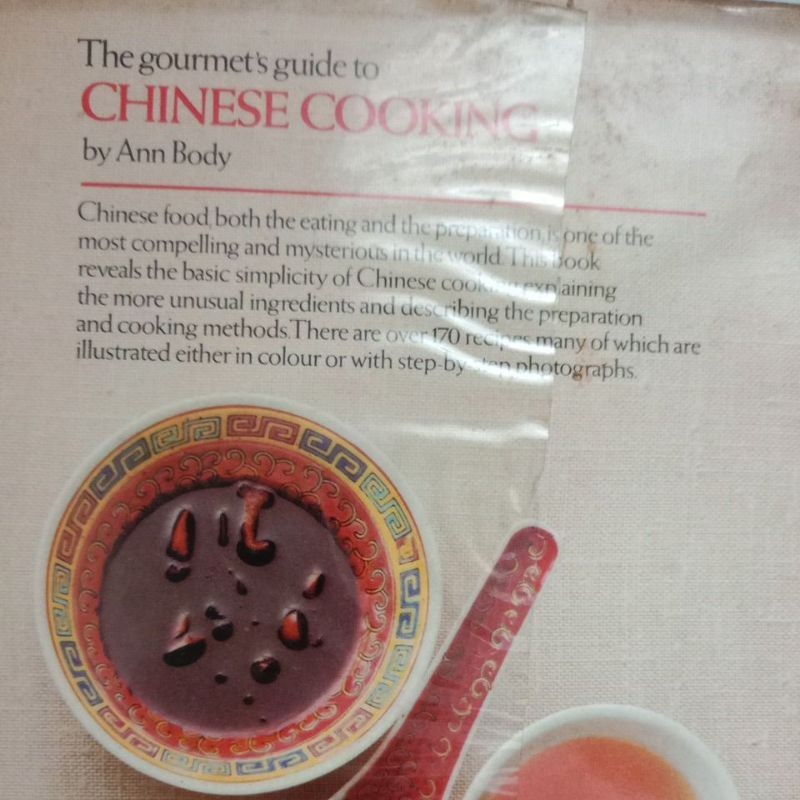 The gourmet's guide to
CHINESE COOKING
by Ann Body
Chinese food, both the eating and the preparation, is one of the
most compelling and mysterious in the world. This book
reveals the basic simplicity of Chinese cooking explaining
the more unusual ingredients and describing the preparation
and cooking methods. There are over 170 recipes many of which are
illustrated either in colour or with step-by-step photographs.